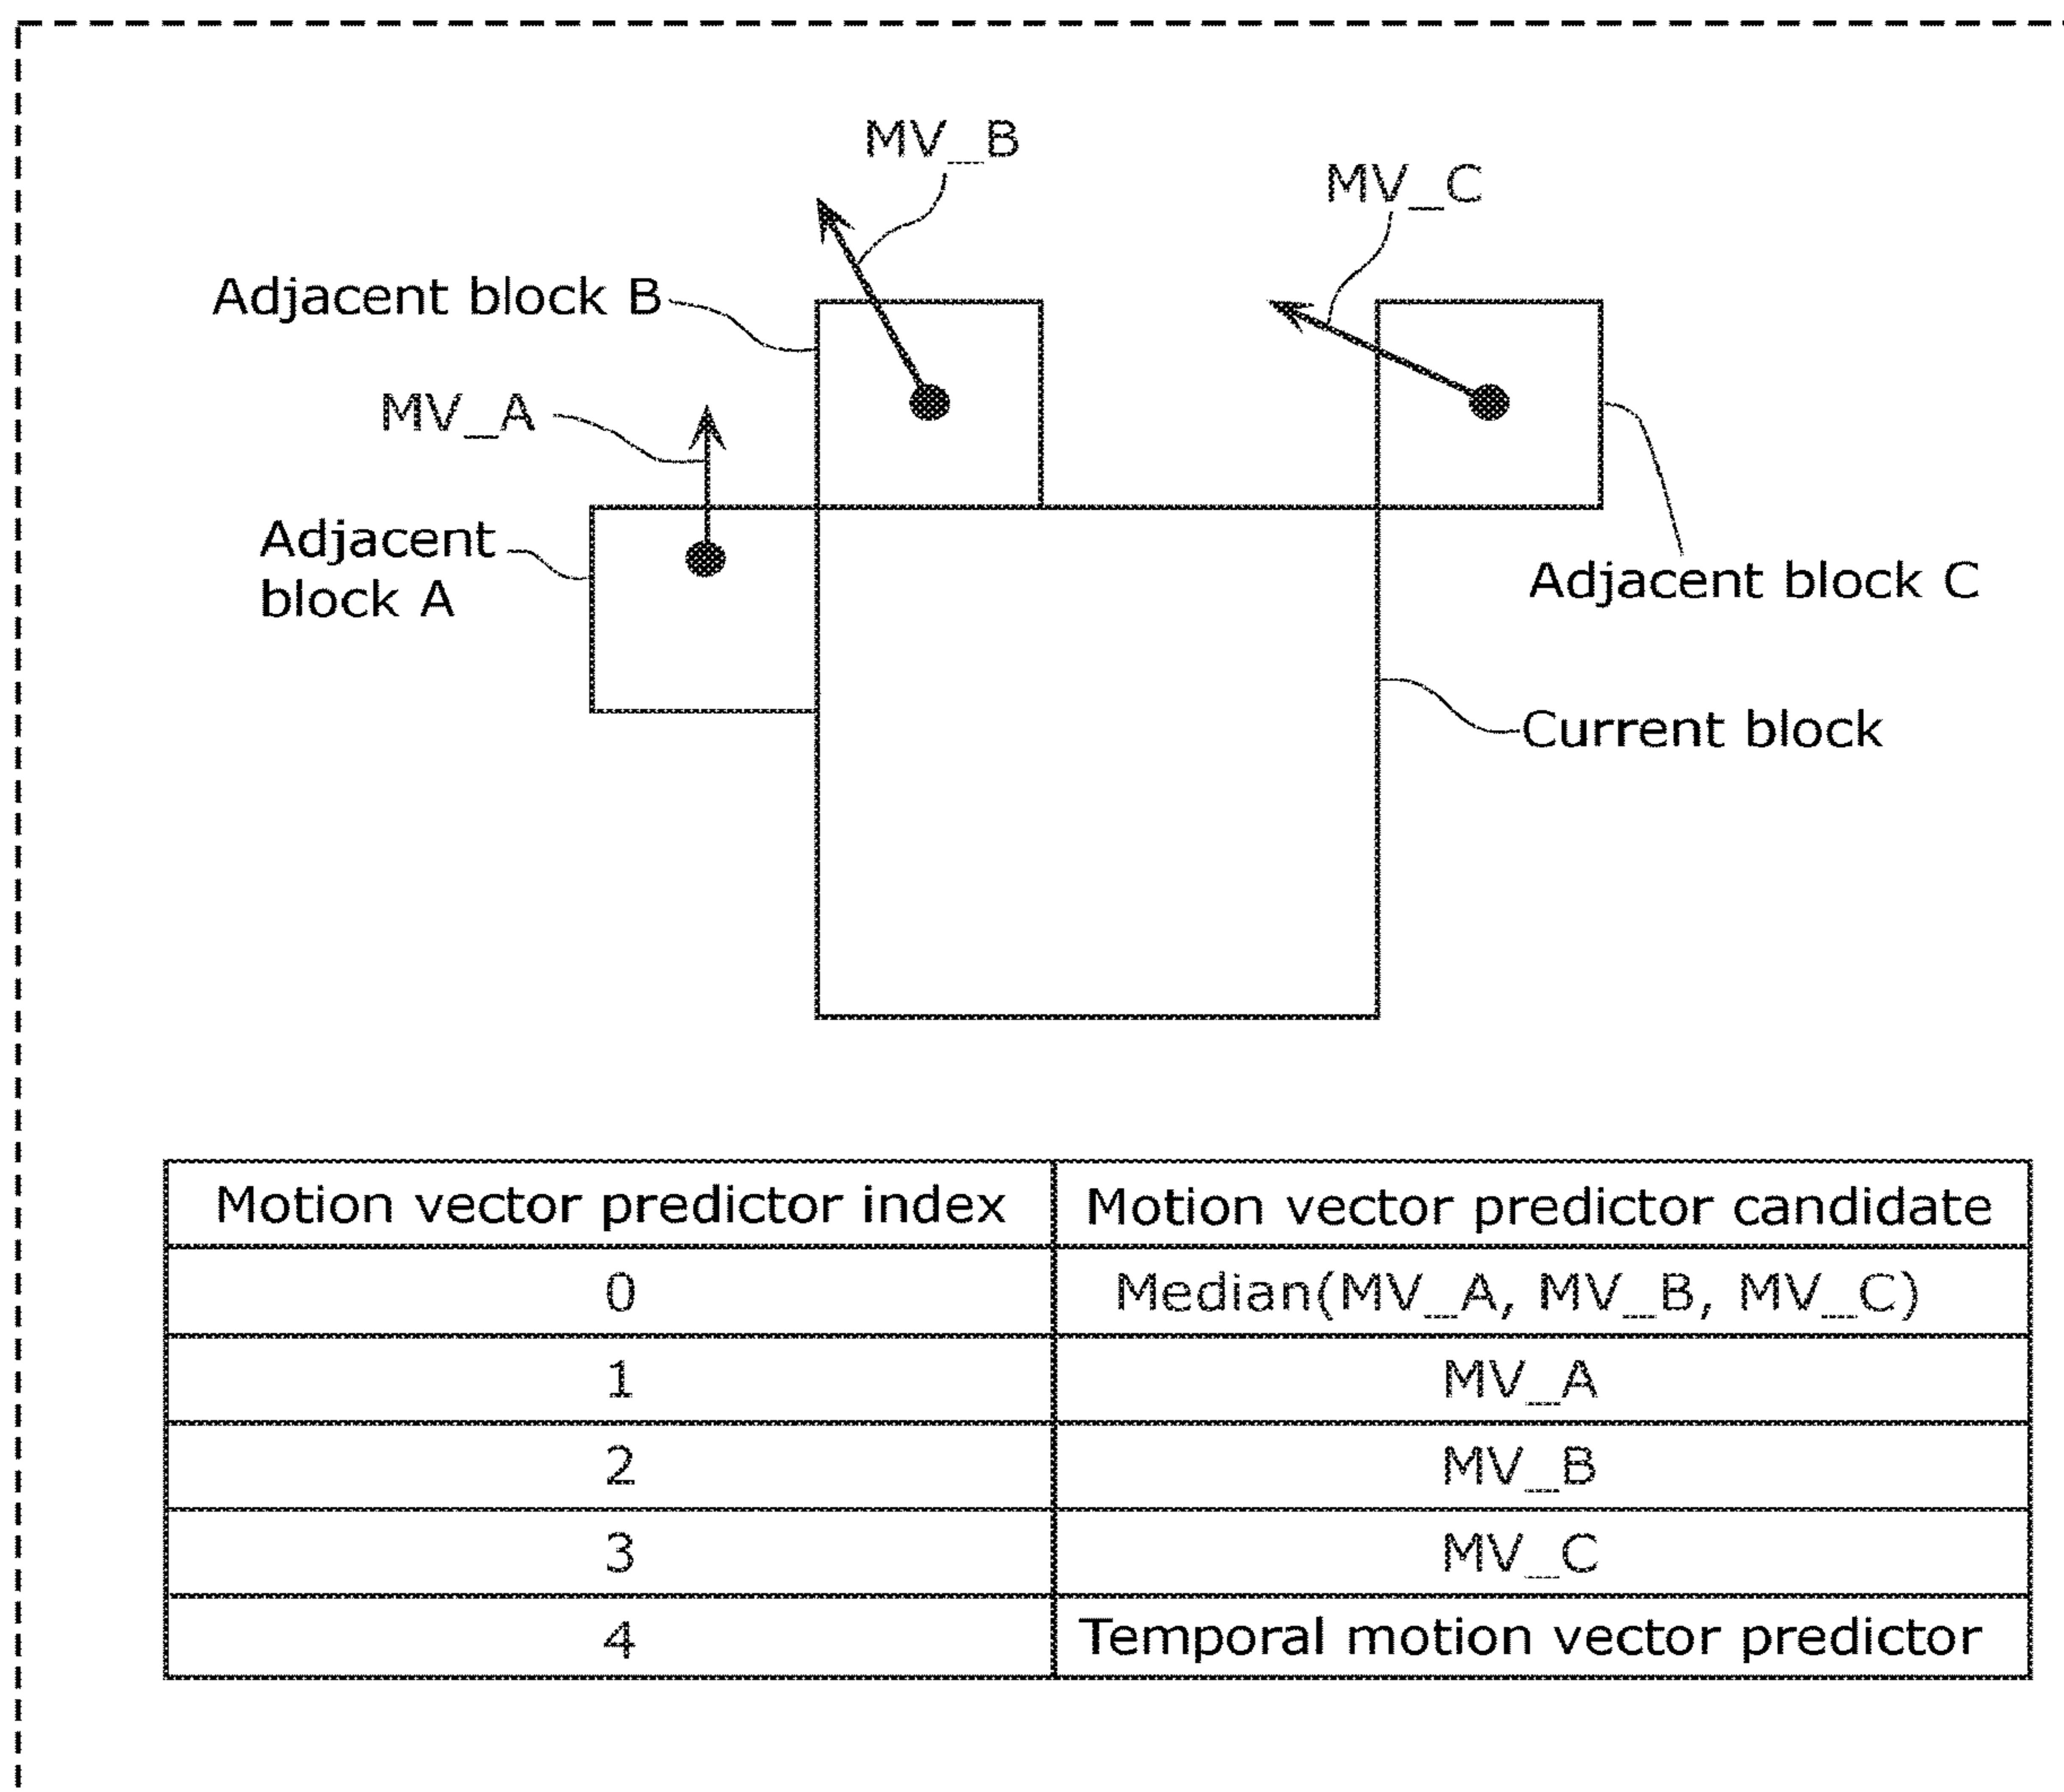 MV_B
MV_C
Adjacent block B
MV_A
Adjacent
block A
Adjacent block C
Current block
Motion vector predictor index Motion vector predictor candidate
0 Median(MV_A, MV_B, MV_C)
1 MV_A
2 MV_B
3 MV_C
4 Temporal motion vector predictor